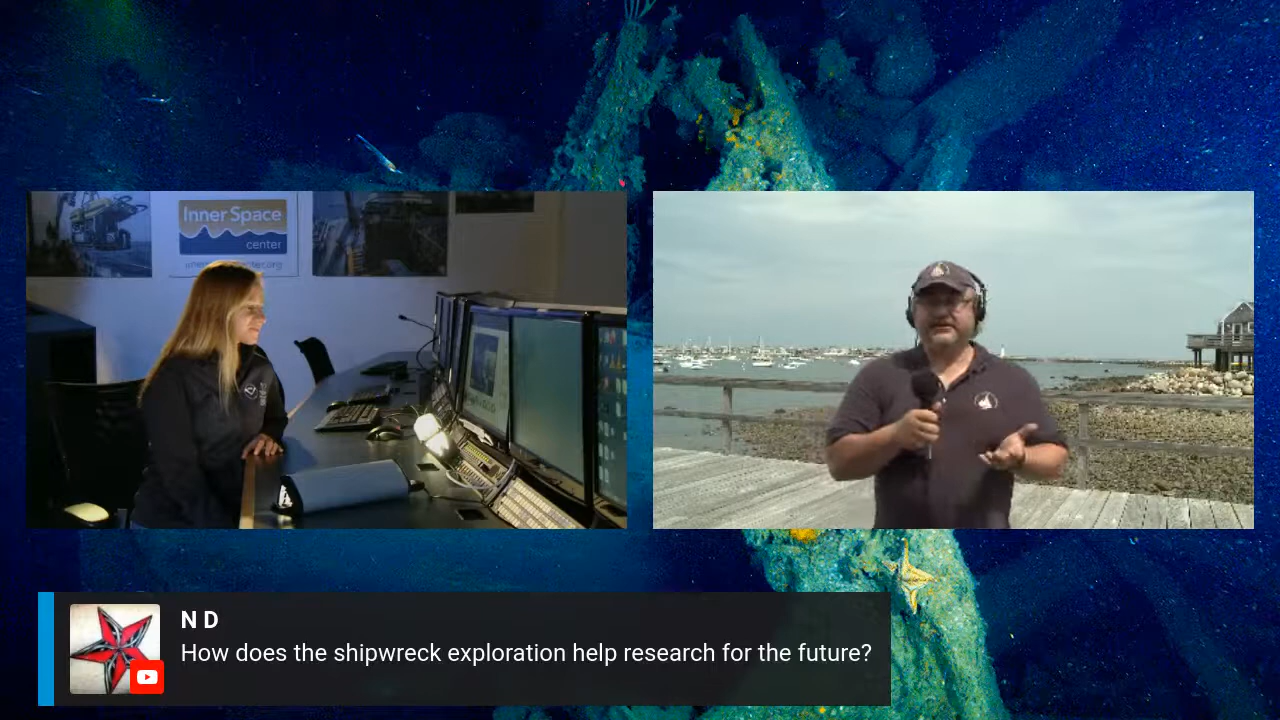 Inner Space
center
N D
How does the shipwreck exploration help research for the future?